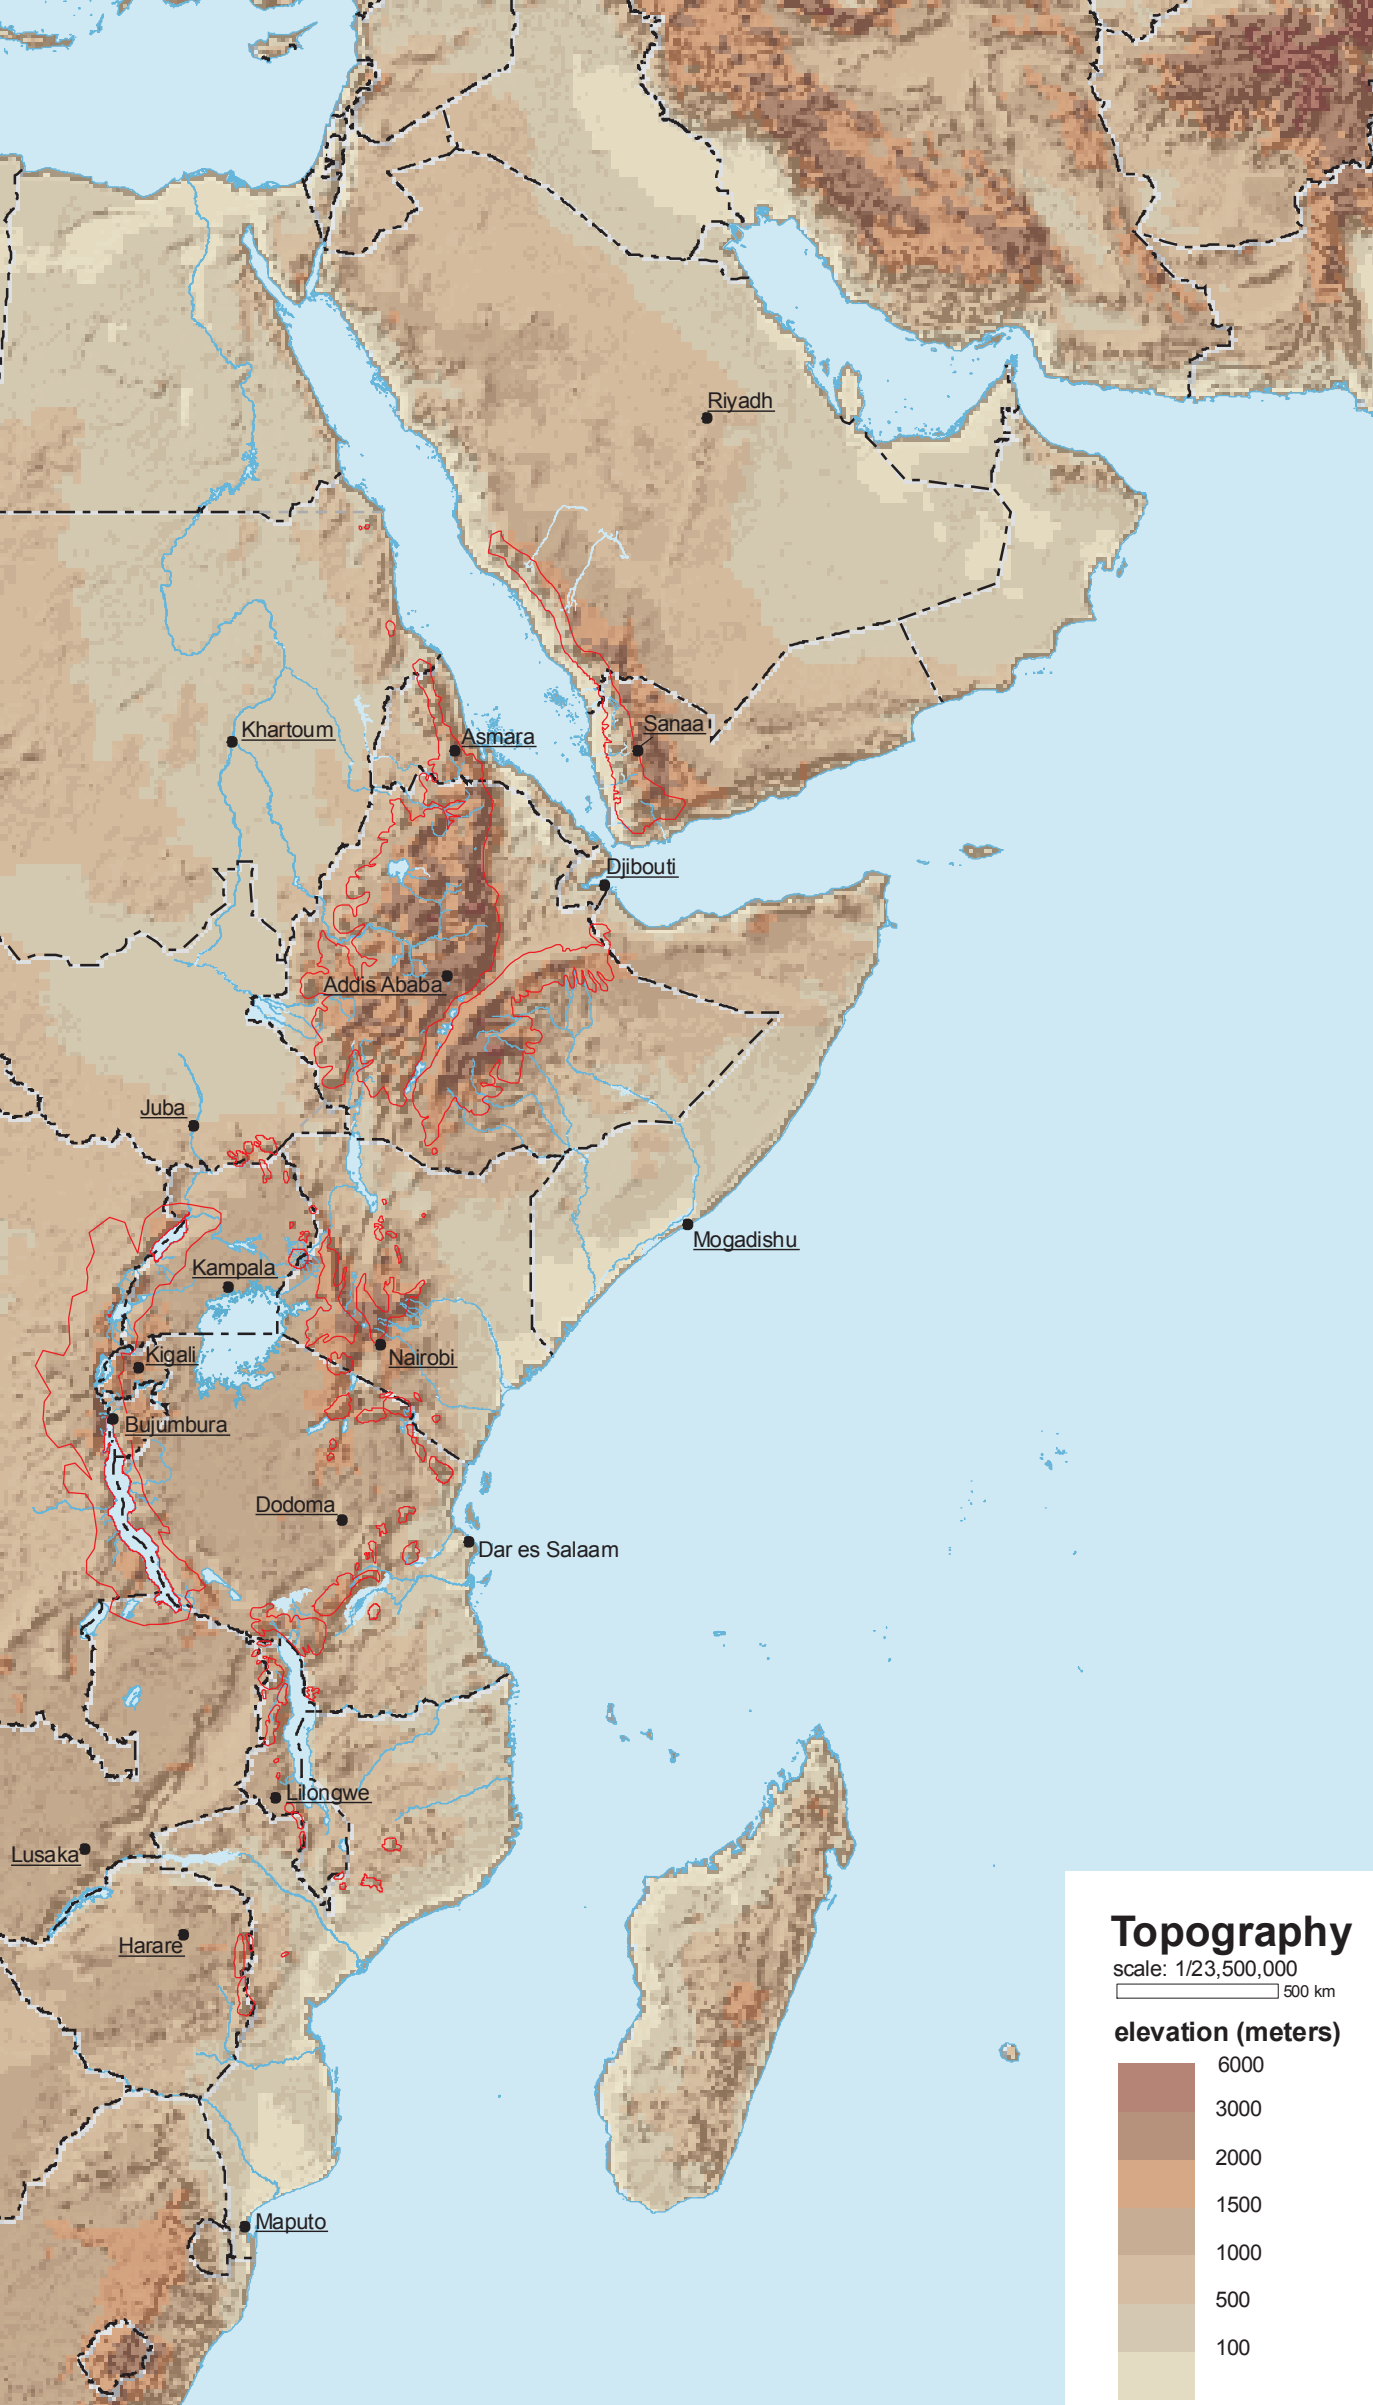 Riyadh
Sanaa
Khartoum
Asmara
Djibouti
Addis Ababa
Juba
Mogadishu
Kampala
Kigali
Nairobi
Bujumbura
Dodoma
Dar es Salaam
Lilongwe
Lusaka
Harare
Maputo
Topography
scale: 1/23,500,000
500 km
elevation (meters)
6000
3000
2000
1500
1000
500
100